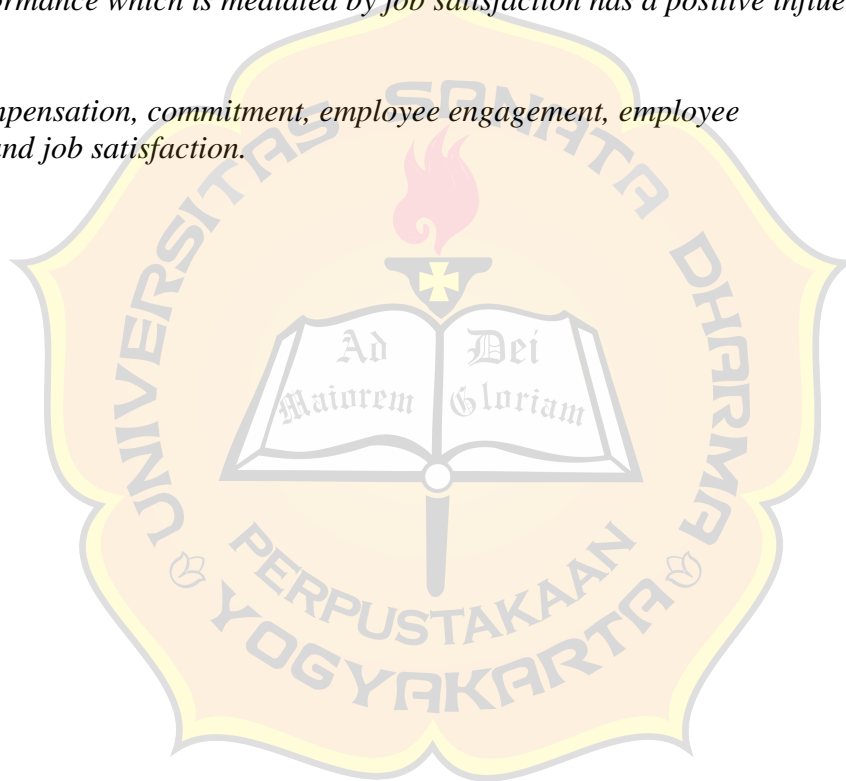 ormance which is mediated by job satisfaction has a positive influe
mpensation, commitment, employee engagement, employee
and job satisfaction.
UNIVERSITAS SANATA DHARMA
Ad Dei
Maiorem Gloriam
PERPUSTAKAAN
YOGYAKARTA